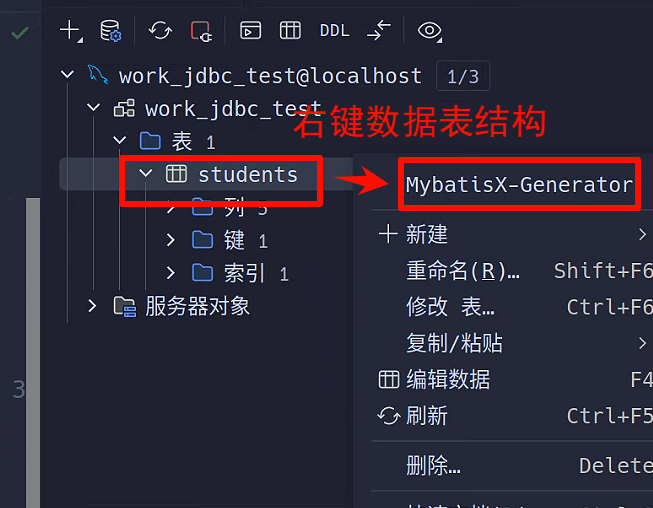 DDL
work_jdbc_test@localhost 1/3
work_jdbc_test
右键数据表结构
表 1
students
MybatisX-Generator
列 5
键 1
索引 1
服务器对象
新建
重命名(R)… Shift+F6
修改 表… Ctrl+F6
复制/粘贴
编辑数据 F4
刷新 Ctrl+F5
删除… Delete
3